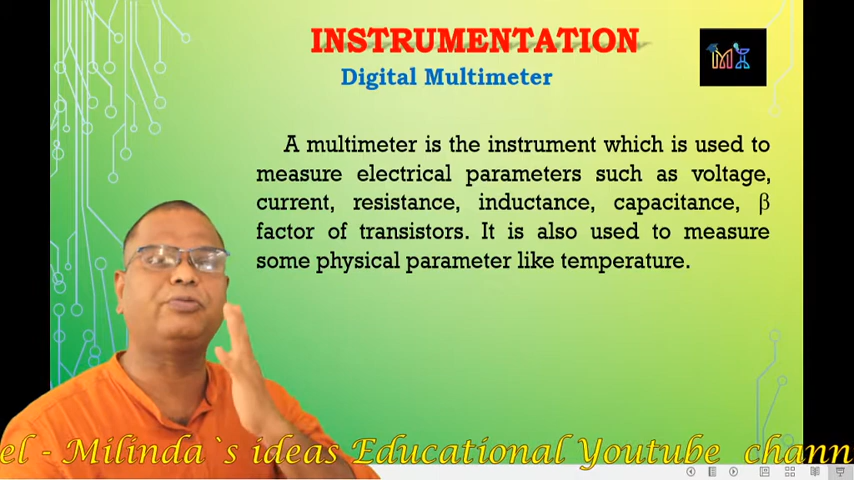 INSTRUMENTATION
Digital Multimeter
MI
A multimeter is the instrument which is used to
measure electrical parameters such as voltage,
current, resistance, inductance, capacitance, β
factor of transistors. It is also used to measure
some physical parameter like temperature.
el - Milinda`s ideas Educational Youtube chann